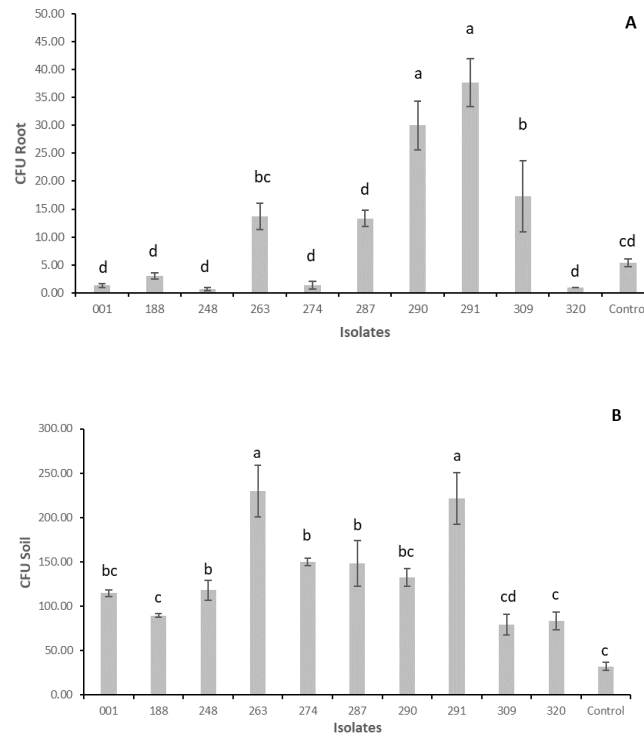 A
50.00
45.00
40.00
35.00
30.00
25.00
20.00
15.00
10.00
5.00
0.00
CFU Root
d d d bc d d a a b d cd
001 188 248 263 274 287 290 291 309 320 Control
Isolates
B
300.00
250.00
200.00
150.00
100.00
50.00
0.00
CFU Soil
bc c b a b b bc a cd c c
001 188 248 263 274 287 290 291 309 320 Control
Isolates